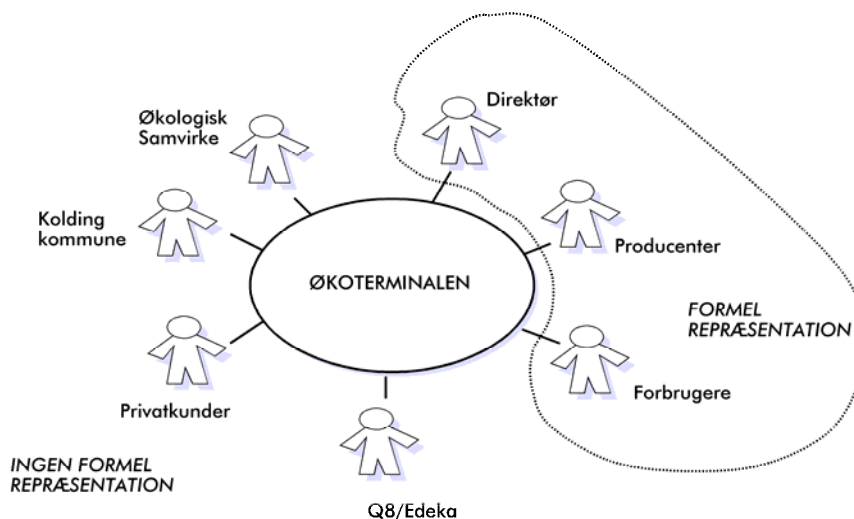 Direktør
Økologisk
Samvirke
Kolding
kommune
Producenter
ØKOTERMINALEN
FORMEL
REPRÆSENTATION
Privatkunder
Forbrugere
INGEN FORMEL
REPRÆSENTATION
Q8/Edeka